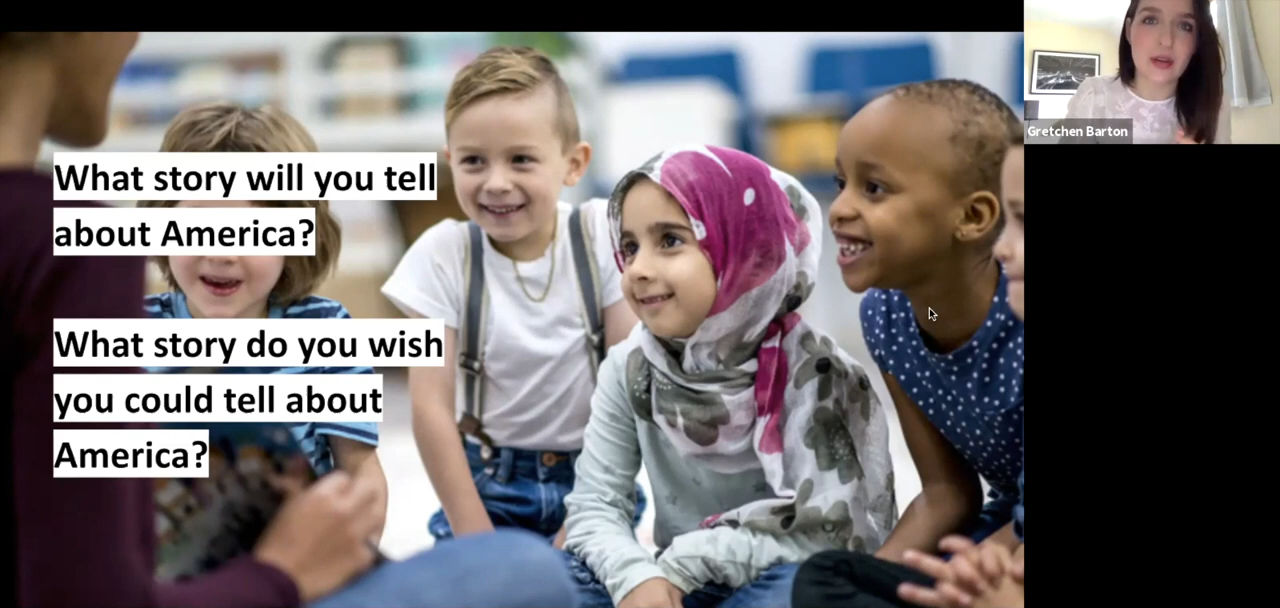 What story will you tell
about America?
What story do you wish
you could tell about
America?
Gretchen Barton